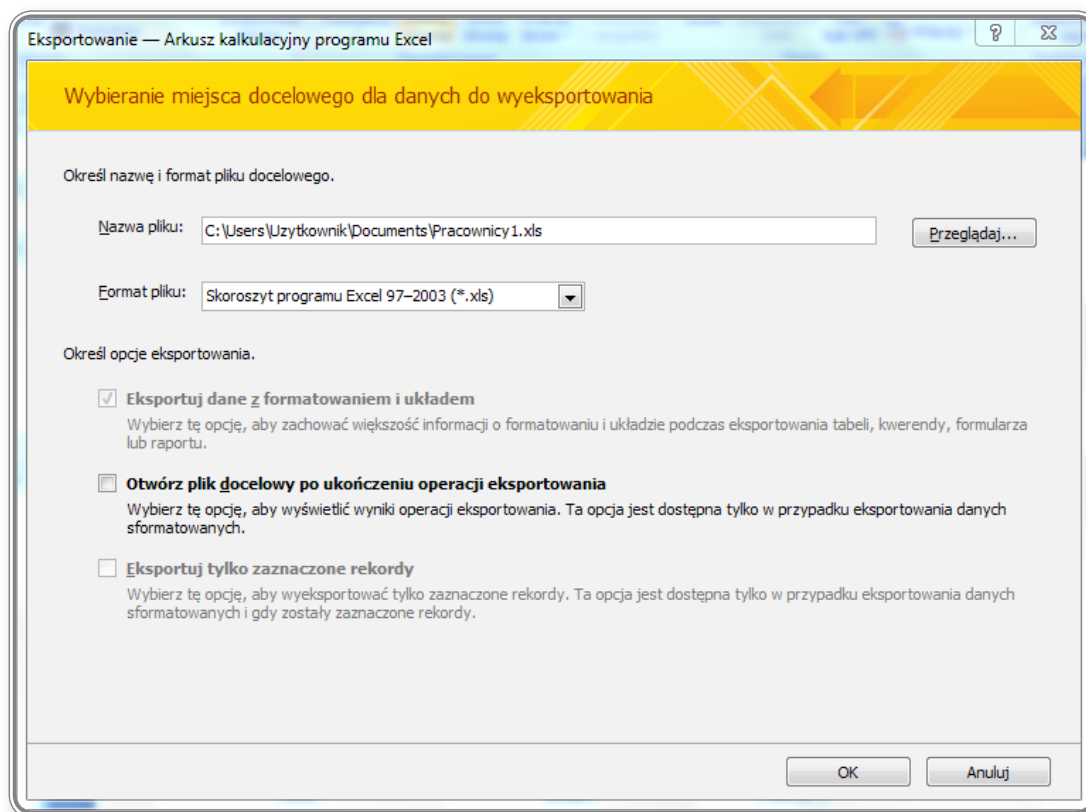 Eksportowanie — Arkusz kalkulacyjny programu Excel
Wybieranie miejsca docelowego dla danych do wyeksportowania
Określ nazwę i format pliku docelowego.
Nazwa pliku: C:\Users\Uzytkownik\Documents\Pracownicy1.xls Przeglądaj...
Format pliku: Skoroszyt programu Excel 97–2003 (*.xls)
Określ opcje eksportowania.
Eksportuj dane z formatowaniem i układem
Wybierz tę opcję, aby zachować większość informacji o formatowaniu i układzie podczas eksportowania tabeli, kwerendy, formularza
lub raportu.
Otwórz plik docelowy po ukończeniu operacji eksportowania
Wybierz tę opcję, aby wyświetlić wyniki operacji eksportowania. Ta opcja jest dostępna tylko w przypadku eksportowania danych
sformatowanych.
Eksportuj tylko zaznaczone rekordy
Wybierz tę opcję, aby wyeksportować tylko zaznaczone rekordy. Ta opcja jest dostępna tylko w przypadku eksportowania danych
sformatowanych i gdy zostały zaznaczone rekordy.
OK Anuluj